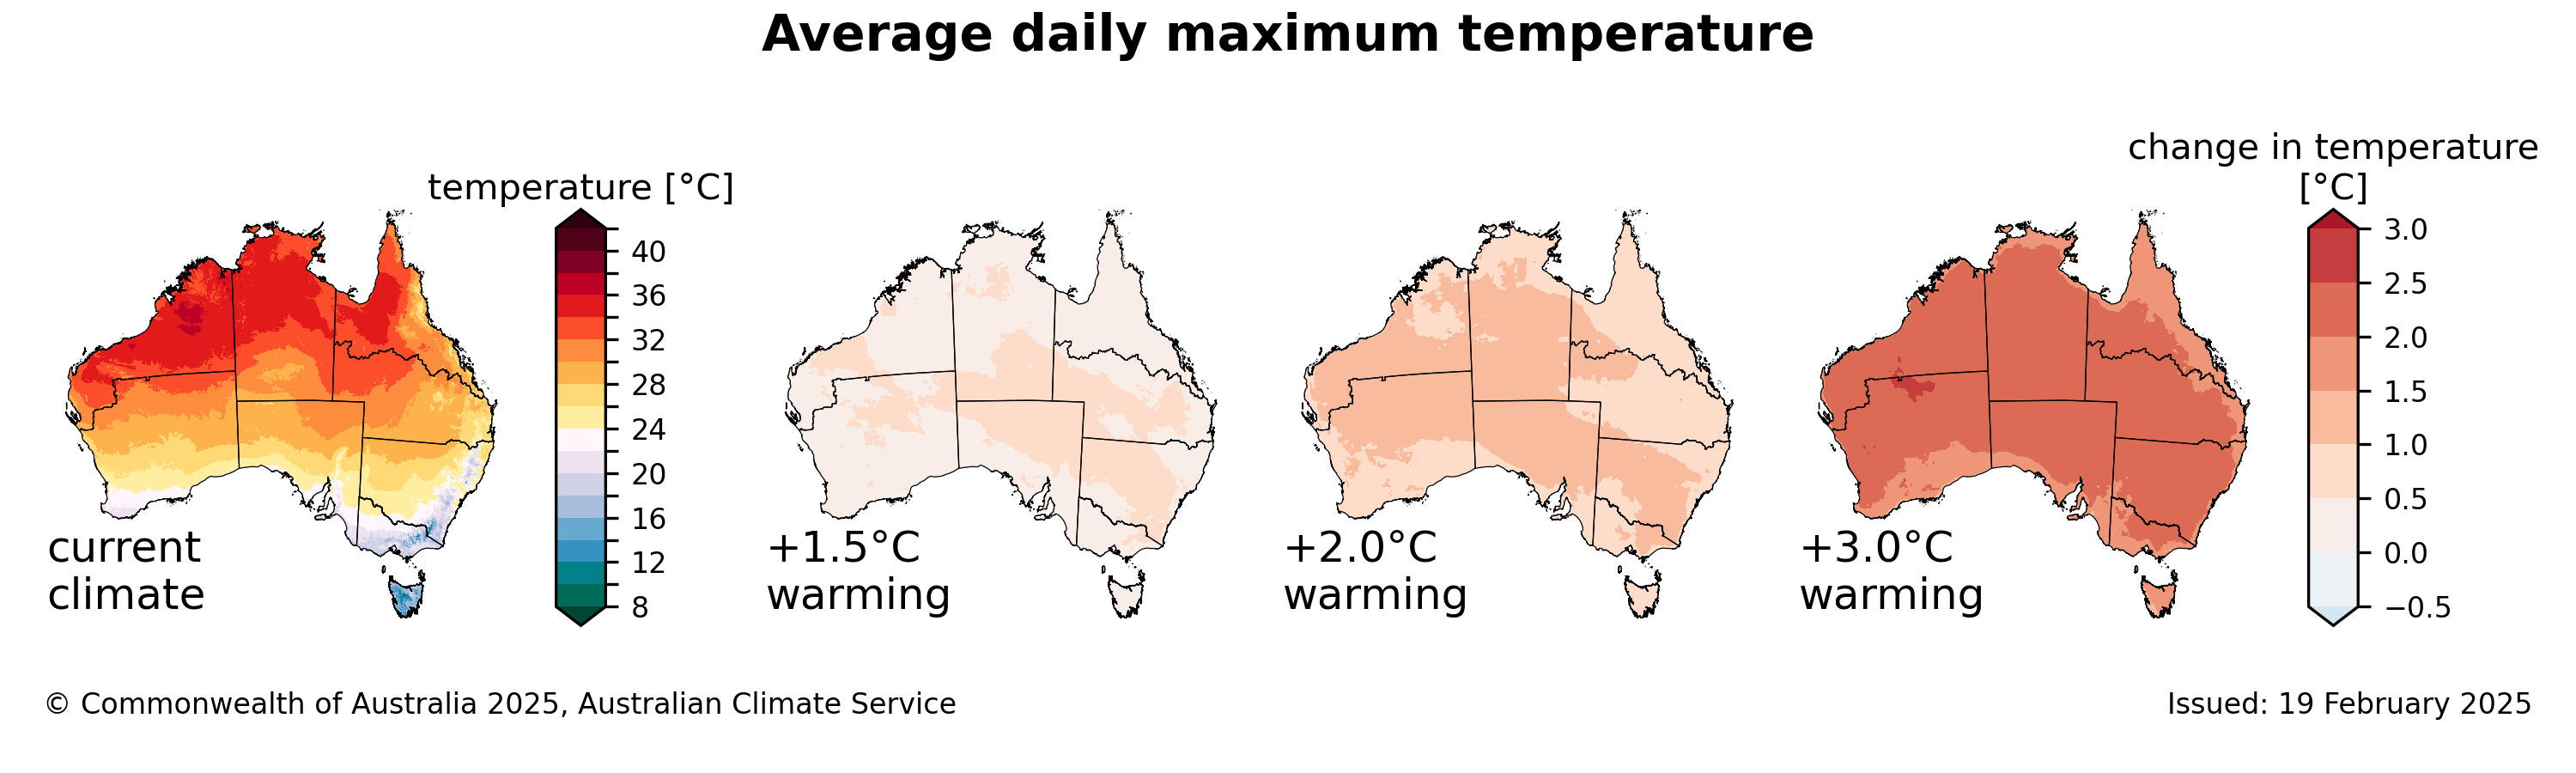 Average daily maximum temperature
temperature [°C]
40
36
32
28
24
20
16
12
8
current
climate
+1.5°C
warming
+2.0°C
warming
+3.0°C
warming
change in temperature
[°C]
3.0
2.5
2.0
1.5
1.0
0.5
0.0
−0.5
© Commonwealth of Australia 2025, Australian Climate Service
Issued: 19 February 2025